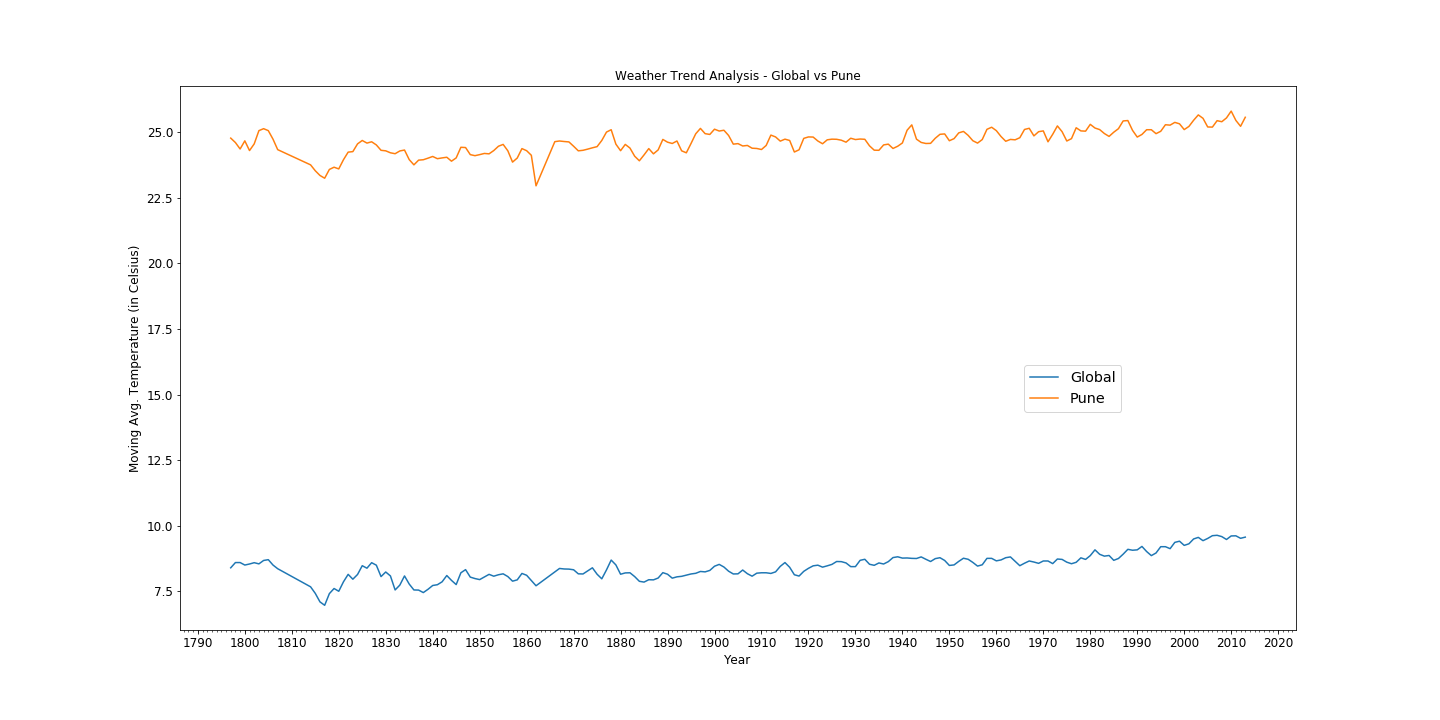 Weather Trend Analysis - Global vs Pune
Moving Avg. Temperature (in Celsius)
25.0
22.5
20.0
17.5
15.0
12.5
10.0
7.5
Global
Pune
1790 1800 1810 1820 1830 1840 1850 1860 1870 1880 1890 1900 1910 1920 1930 1940 1950 1960 1970 1980 1990 2000 2010 2020
Year